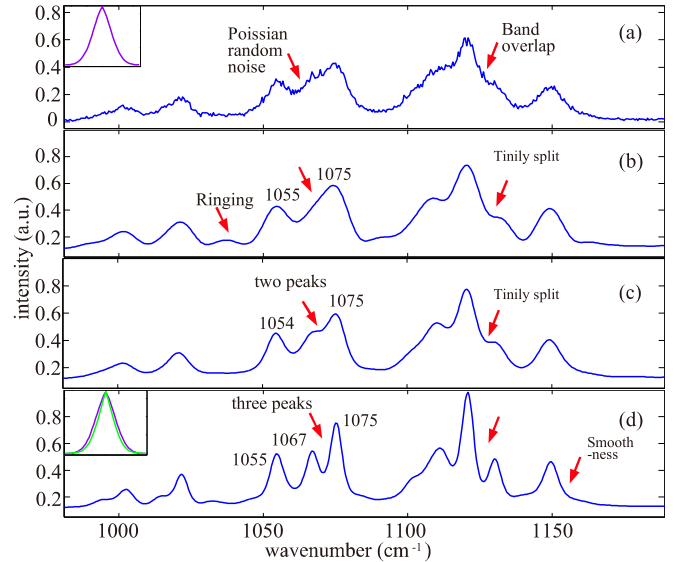 0.8
0.6
0.4
0.2
0
Poissian
random
noise
Band
overlap
(a)
0.8
0.6
0.4
0.2
Ringing
1055
1075
Tinily split
(b)
0.8
0.6
0.4
0.2
two peaks
1054
1075
Tinily split
(c)
0.8
0.6
0.4
0.2
three peaks
1055
1067
1075
Smooth
-ness
(d)
intensity (a.u.)
1000
1050
1100
1150
wavenumber (cm⁻¹)